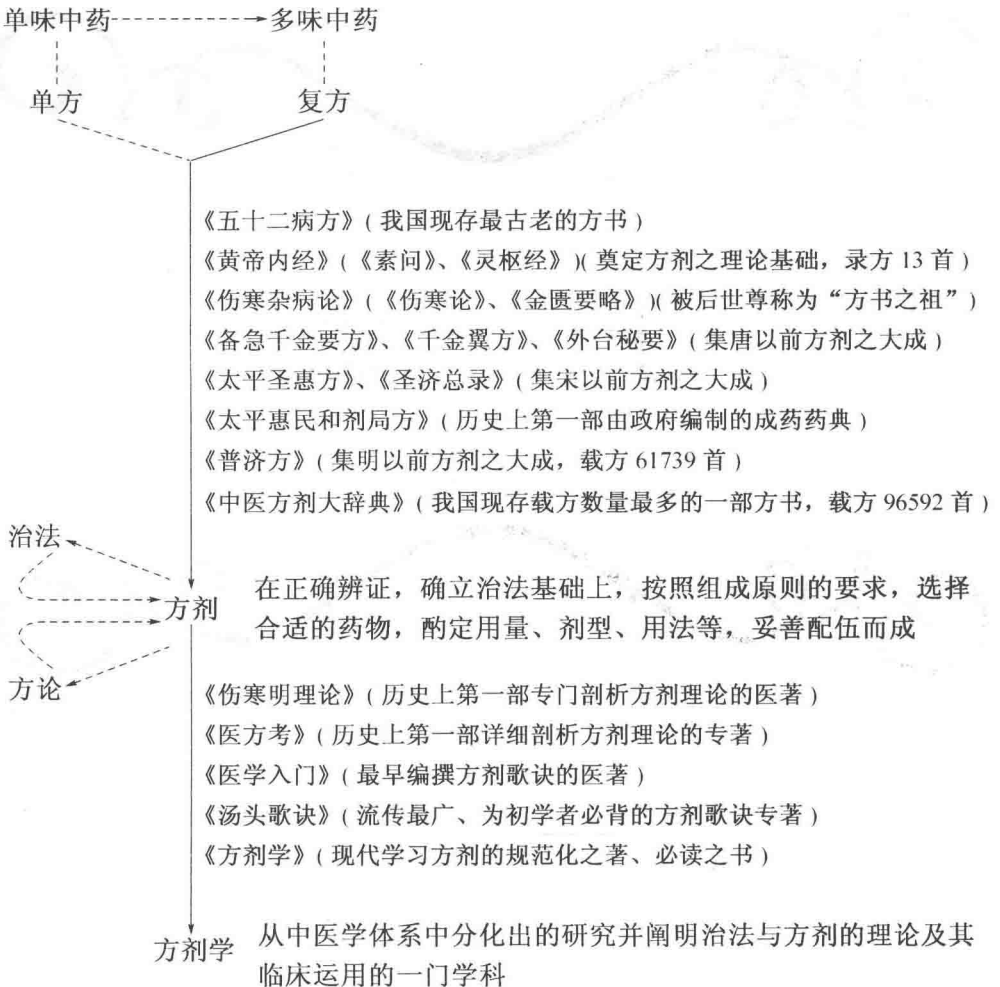 单味中药 多味中药
单方 复方
《五十二病方》( 我国现存最古老的方书 )
《黄帝内经》(《素问》、《灵枢经》)( 奠定方剂之理论基础，录方 13 首 )
《伤寒杂病论》(《伤寒论》、《金匮要略》)( 被后世尊称为“方书之祖”)
《备急千金要方》、《千金翼方》、《外台秘要》( 集唐以前方剂之大成 )
《太平圣惠方》、《圣济总录》( 集宋以前方剂之大成 )
《太平惠民和剂局方》( 历史上第一部由政府编制的成药药典 )
《普济方》( 集明以前方剂之大成，载方 61739 首 )
《中医方剂大辞典》( 我国现存载方数量最多的一部方书，载方 96592 首 )
治法
方剂
在正确辨证，确立治法基础上，按照组成原则的要求，选择
合适的药物，酌定用量、剂型、用法等，妥善配伍而成
方论
《伤寒明理论》( 历史上第一部专门剖析方剂理论的医著 )
《医方考》( 历史上第一部详细剖析方剂理论的专著 )
《医学入门》( 最早编撰方剂歌诀的医著 )
《汤头歌诀》( 流传最广、为初学者必背的方剂歌诀专著 )
《方剂学》( 现代学习方剂的规范化之著、必读之书 )
方剂学
从中医学体系中分化出的研究并阐明治法与方剂的理论及其
临床运用的一门学科